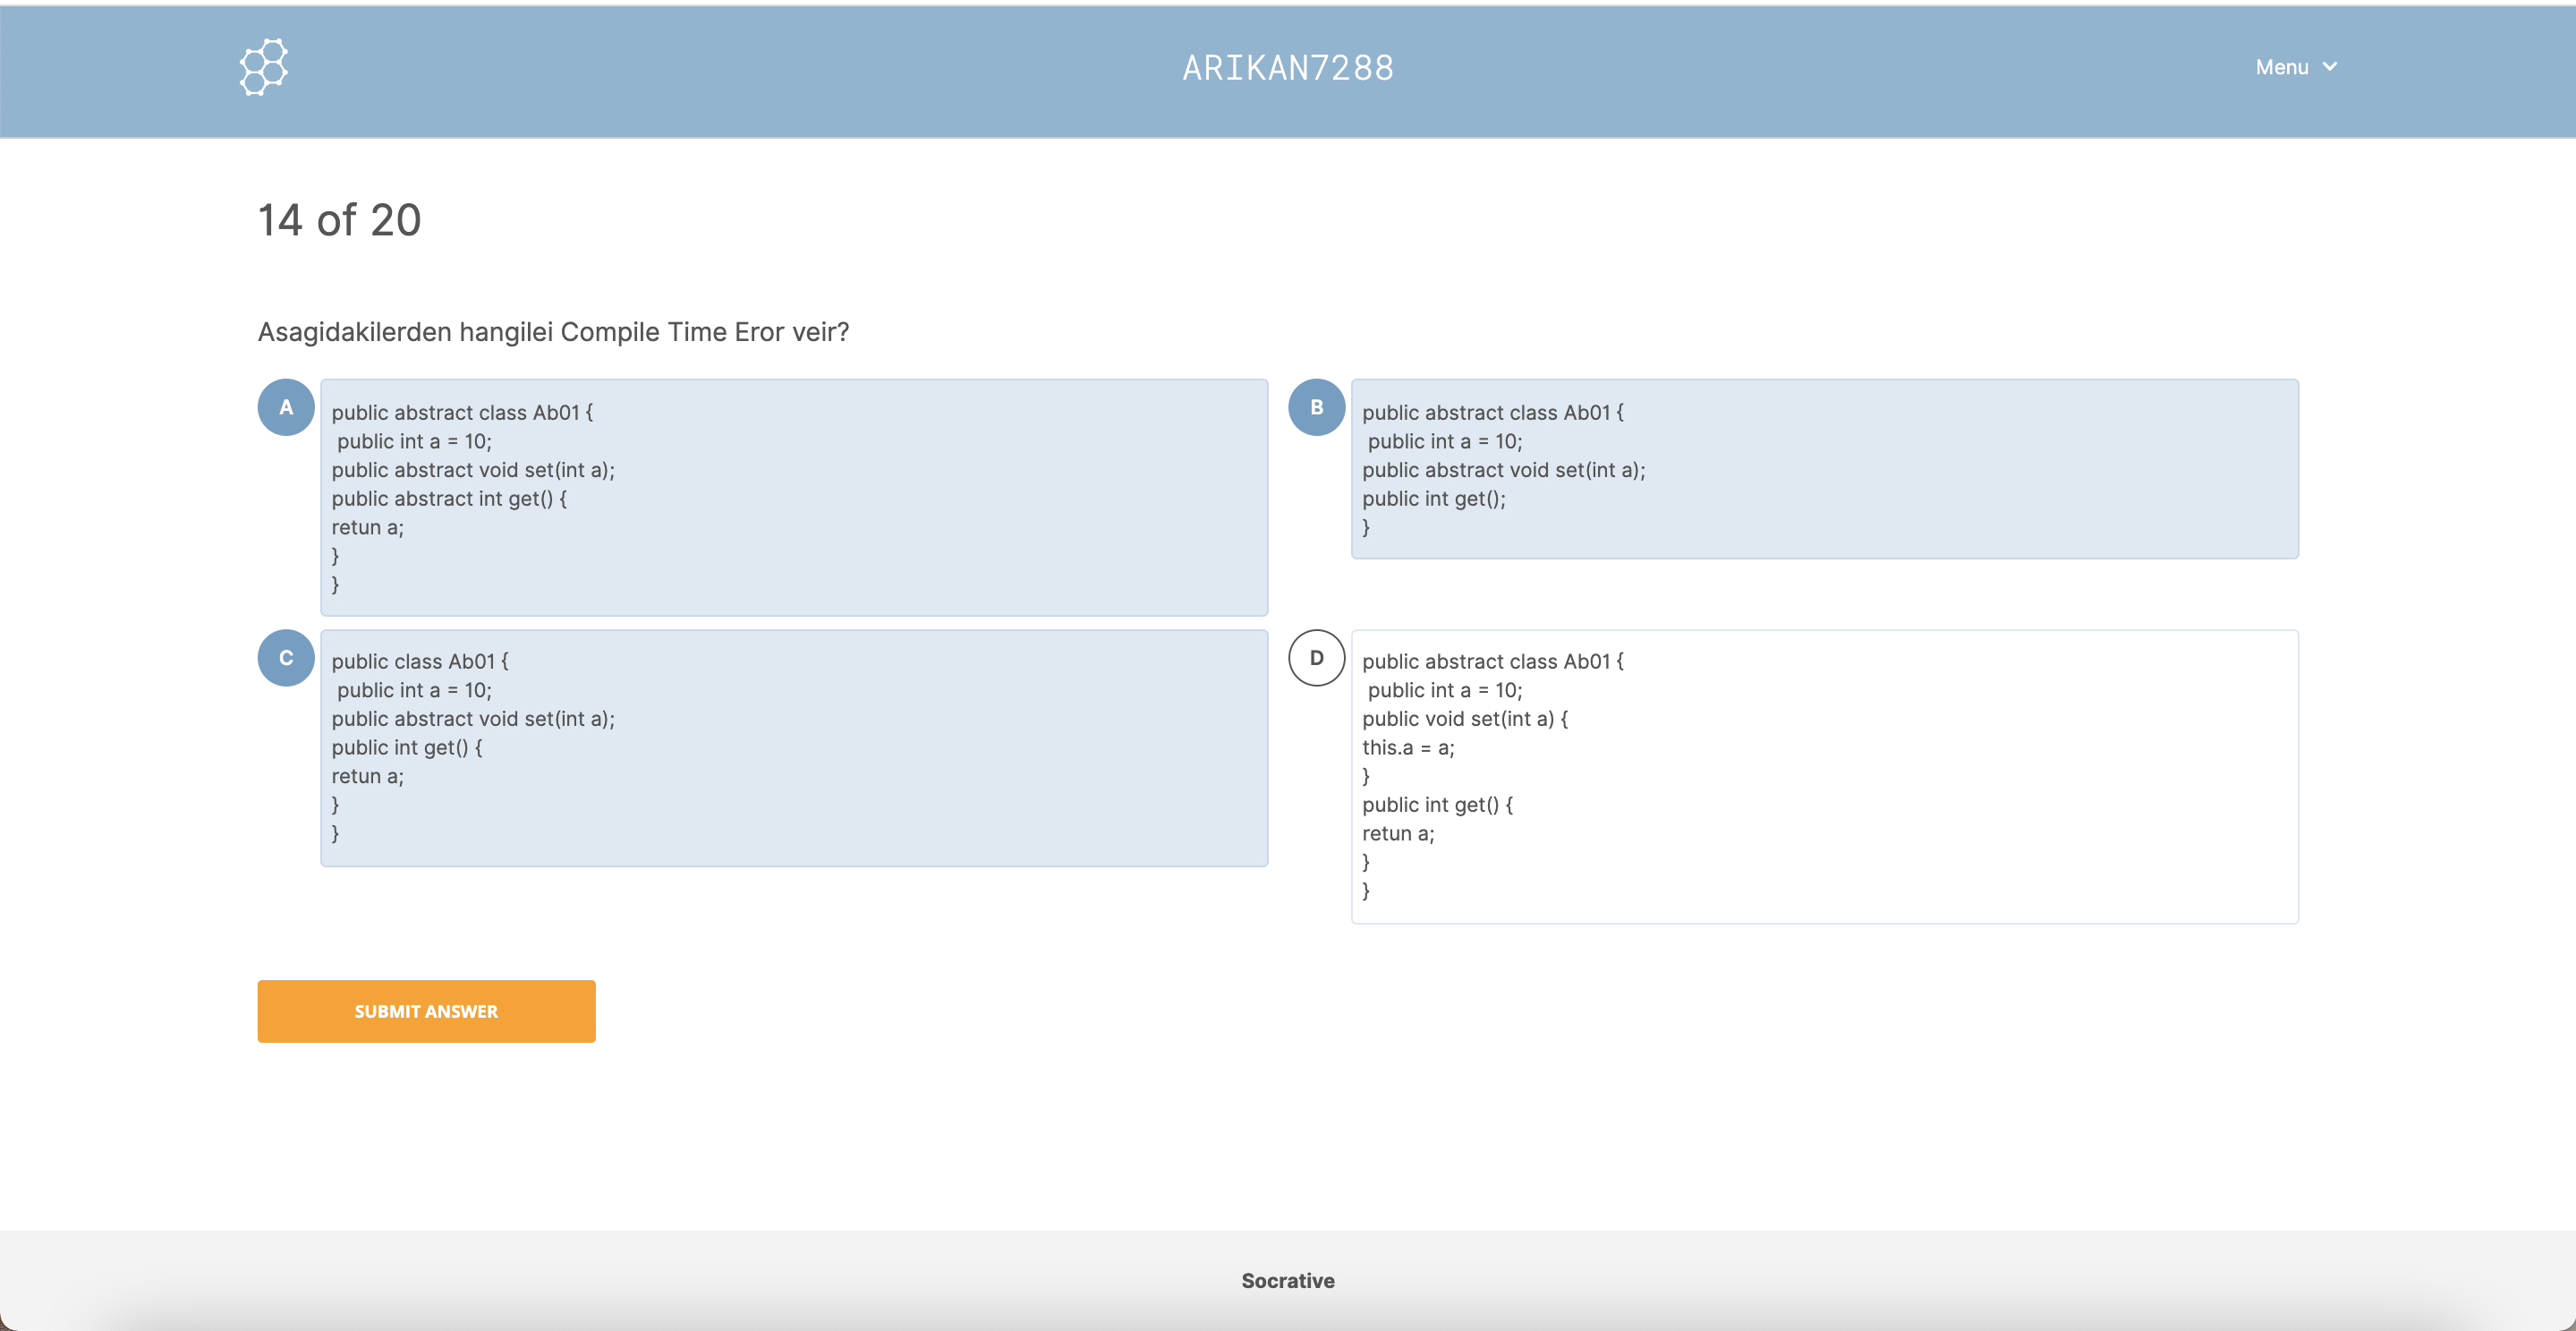 ARIKAN7288
Menu
14 of 20
Asagidakilerden hangilei Compile Time Eror veir?
A
public abstract class Ab01 {
public int a = 10;
public abstract void set(int a);
public abstract int get() {
retun a;
}
}
B
public abstract class Ab01 {
public int a = 10;
public abstract void set(int a);
public int get();
}
C
public class Ab01 {
public int a = 10;
public abstract void set(int a);
public int get() {
retun a;
}
}
D
public abstract class Ab01 {
public int a = 10;
public void set(int a) {
this.a = a;
}
public int get() {
retun a;
}
}
SUBMIT ANSWER
Socrative